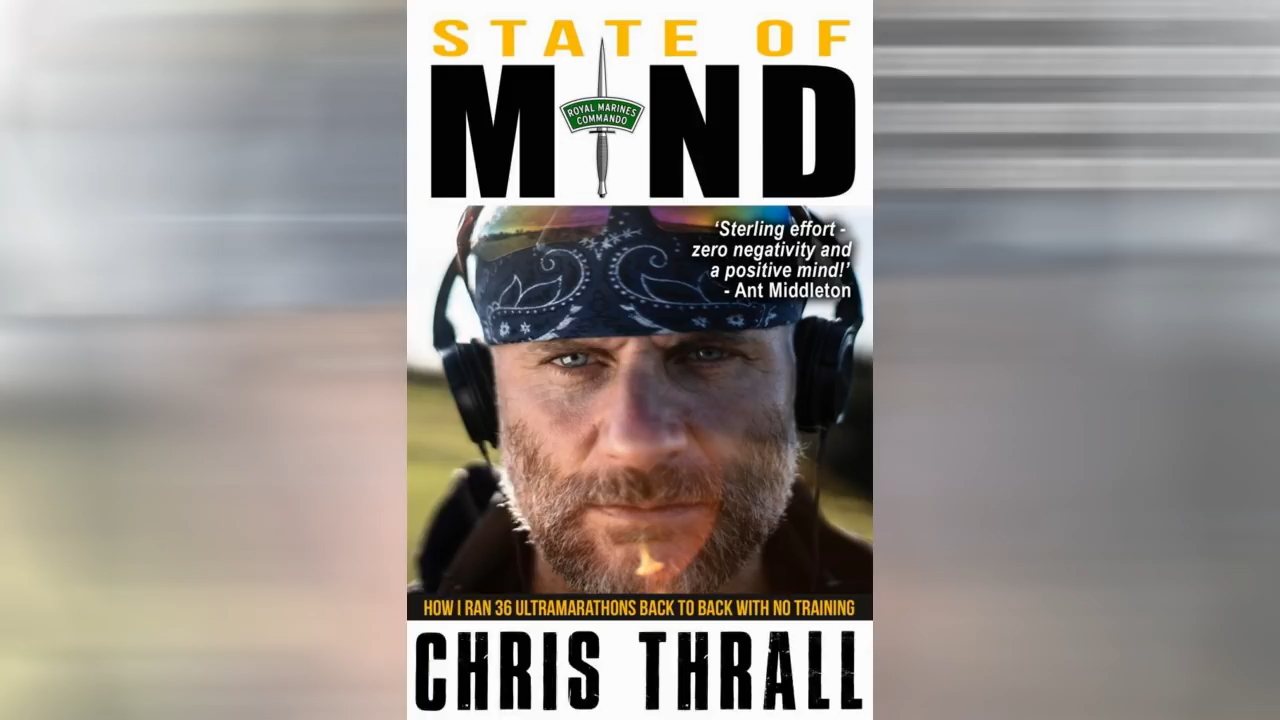 STATE OF
MIND
ROYAL MARINES
COMMANDO
‘Sterling effort -
zero negativity and
a positive mind!’
- Ant Middleton
HOW I RAN 36 ULTRAMARATHONS BACK TO BACK WITH NO TRAINING
CHRIS THRALL